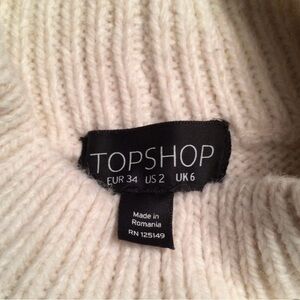 TOPSHOP
EUR 34 US 2 UK 6
Made in
Romania
RN 125149